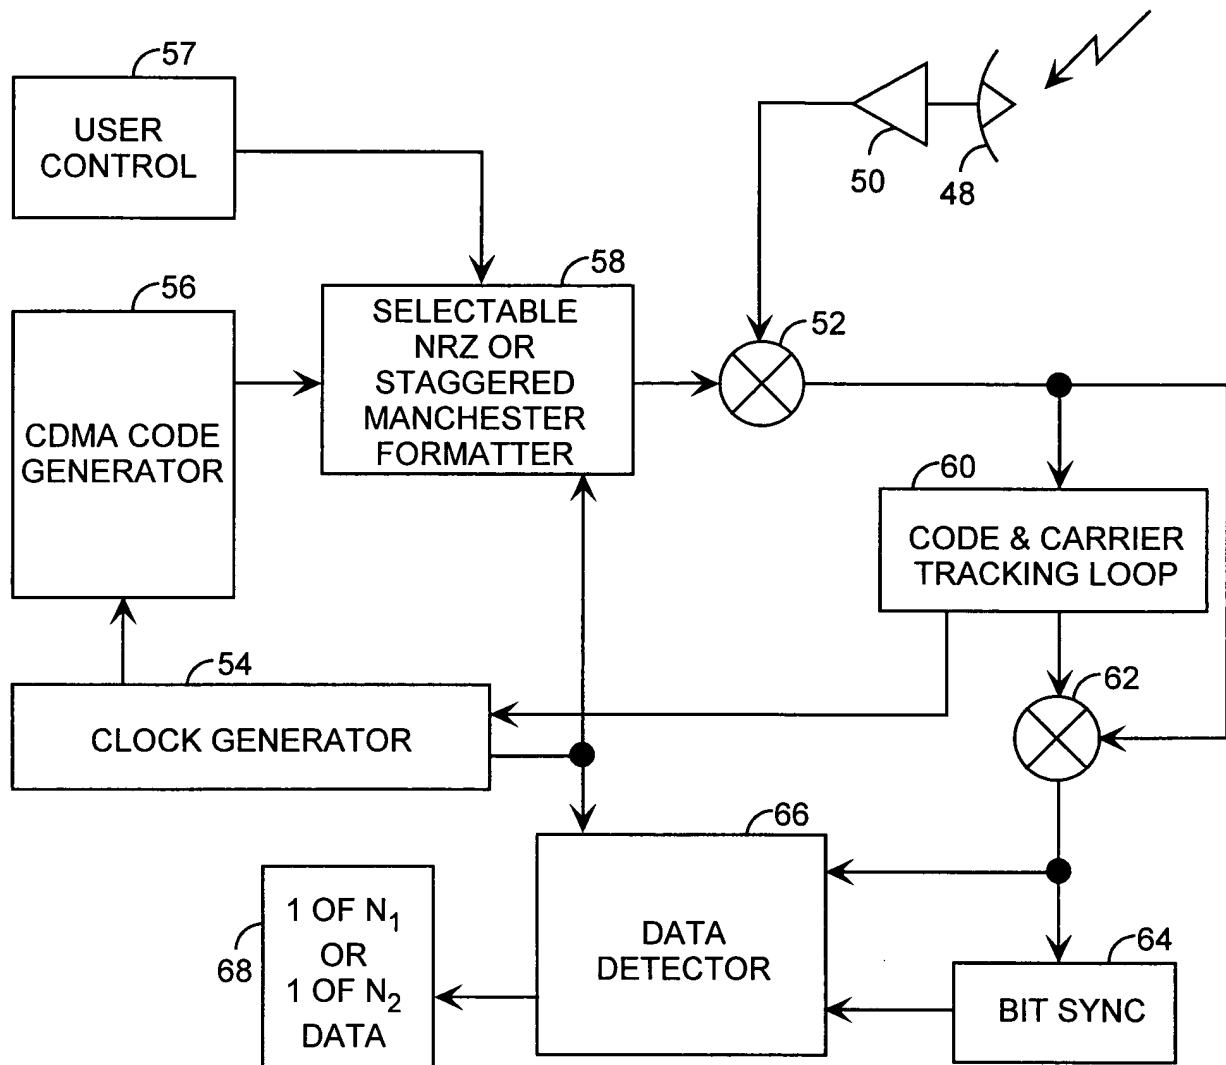 57
USER
CONTROL
50
48
56
CDMA CODE
GENERATOR
58
SELECTABLE
NRZ OR
STAGGERED
MANCHESTER
FORMATTER
52
60
CODE & CARRIER
TRACKING LOOP
54
CLOCK GENERATOR
62
66
DATA
DETECTOR
64
BIT SYNC
68
1 OF N1
OR
1 OF N2
DATA